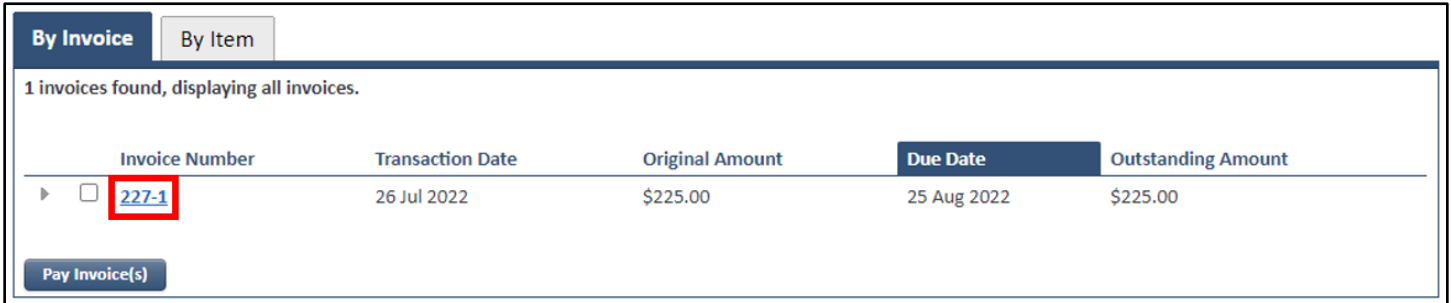 By Invoice By Item
1 invoices found, displaying all invoices.
Invoice Number Transaction Date Original Amount Due Date Outstanding Amount
227-1 26 Jul 2022 $225.00 25 Aug 2022 $225.00
Pay Invoice(s)